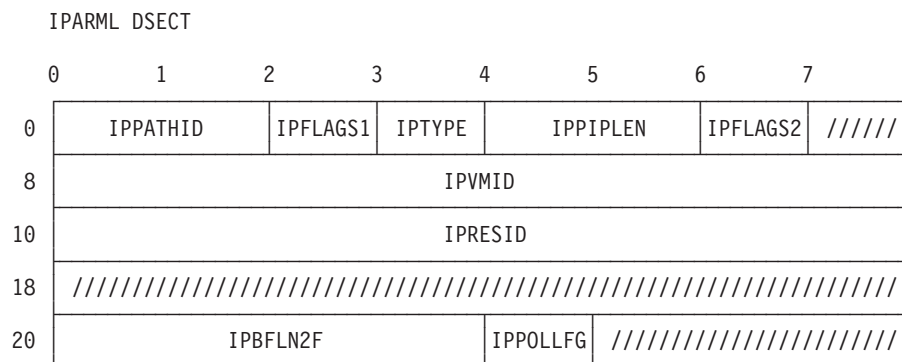 IPARML DSECT
0 1 2 3 4 5 6 7
0 IPPATHID IPFLAGS1 IPTYPE IPPIPLEN IPFLAGS2 //////
8 IPVMID
10 IPRESID
18 /////////////////////////////////////////////////////////////////////
20 IPBFLN2F IPPOLLFG ////////////////////////